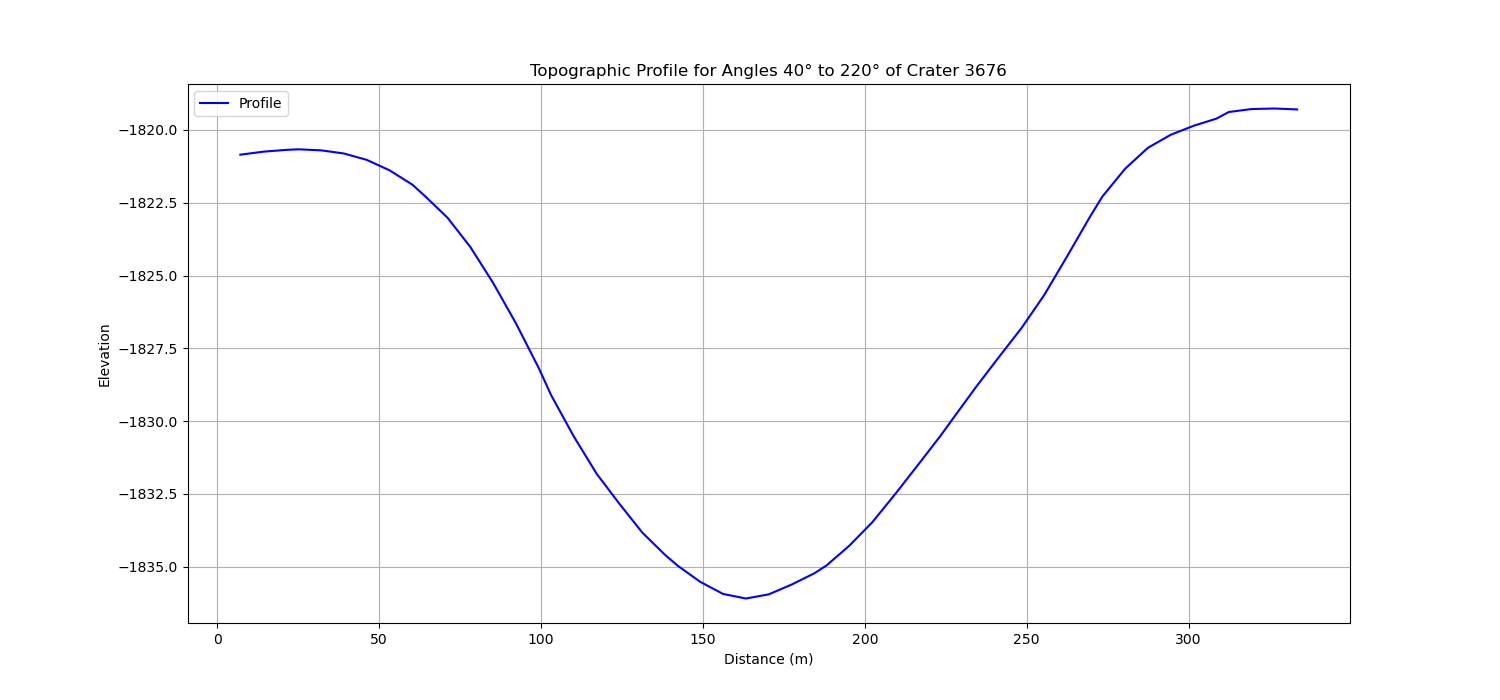 Topographic Profile for Angles 40° to 220° of Crater 3676
Profile
−1820.0
−1822.5
−1825.0
−1827.5
−1830.0
−1832.5
−1835.0
Elevation
0 50 100 150 200 250 300
Distance (m)